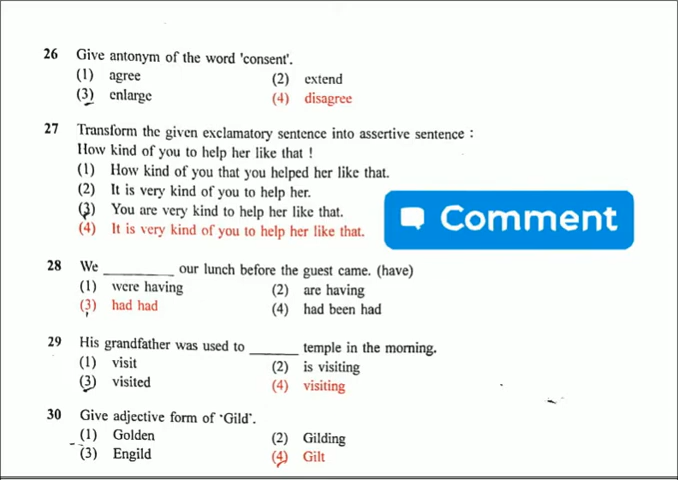 26 Give antonym of the word 'consent'.
(1) agree (2) extend
(3) enlarge (4) disagree
27 Transform the given exclamatory sentence into assertive sentence :
How kind of you to help her like that !
(1) How kind of you that you helped her like that.
(2) It is very kind of you to help her.
(3) You are very kind to help her like that.
(4) It is very kind of you to help her like that.
Comment
28 We ________ our lunch before the guest came. (have)
(1) were having (2) are having
(3) had had (4) had been had
29 His grandfather was used to ______ temple in the morning.
(1) visit (2) is visiting
(3) visited (4) visiting
30 Give adjective form of 'Gild'.
(1) Golden (2) Gilding
(3) Engild (4) Gilt